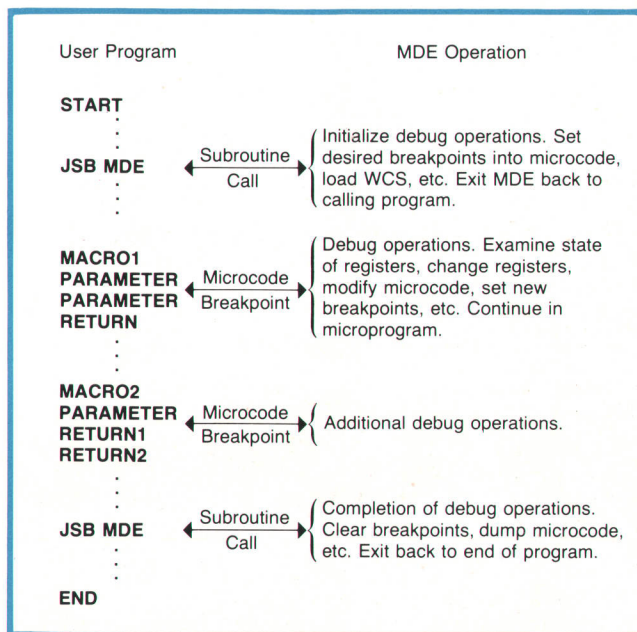 User Program MDE Operation
START
JSB MDE Subroutine Call Initialize debug operations. Set
desired breakpoints into microcode,
load WCS, etc. Exit MDE back to
calling program.
MACRO1
PARAMETER
PARAMETER
RETURN
Microcode
Breakpoint
Debug operations. Examine state
of registers, change registers,
modify microcode, set new
breakpoints, etc. Continue in
microprogram.
MACRO2
PARAMETER
RETURN1
RETURN2
Microcode
Breakpoint
Additional debug operations.
JSB MDE
Subroutine
Call
Completion of debug operations.
Clear breakpoints, dump microcode,
etc. Exit back to end of program.
END